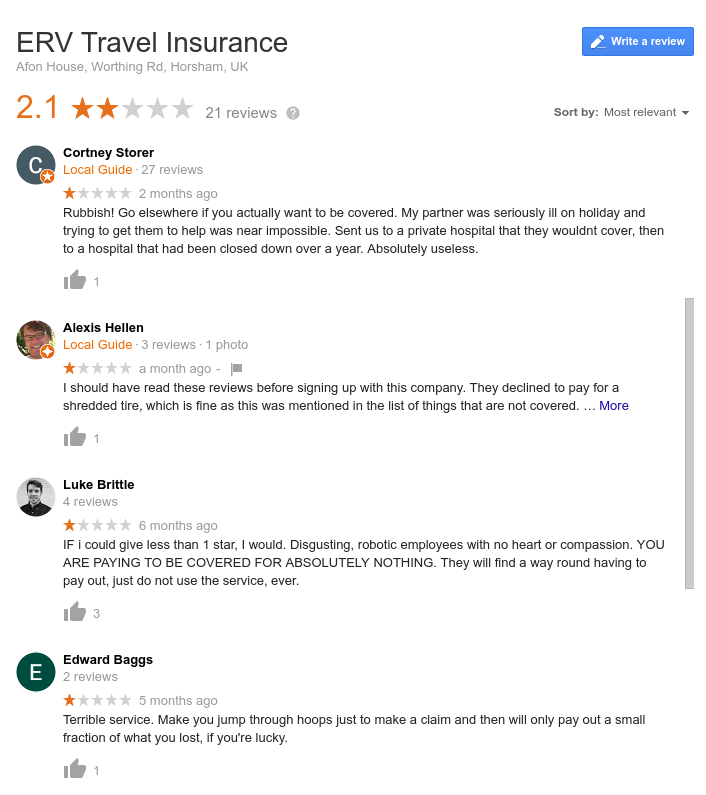 ERV Travel Insurance
Write a review
Afon House, Worthing Rd, Horsham, UK
2.1 21 reviews ?
Sort by: Most relevant
C
Cortney Storer
Local Guide · 27 reviews
2 months ago
Rubbish! Go elsewhere if you actually want to be covered. My partner was seriously ill on holiday and
trying to get them to help was near impossible. Sent us to a private hospital that they wouldnt cover, then
to a hospital that had been closed down over a year. Absolutely useless.
1
Alexis Hellen
Local Guide · 3 reviews · 1 photo
a month ago -
I should have read these reviews before signing up with this company. They declined to pay for a
shredded tire, which is fine as this was mentioned in the list of things that are not covered. … More
1
Luke Brittle
4 reviews
6 months ago
IF i could give less than 1 star, I would. Disgusting, robotic employees with no heart or compassion. YOU
ARE PAYING TO BE COVERED FOR ABSOLUTELY NOTHING. They will find a way round having to
pay out, just do not use the service, ever.
3
E
Edward Baggs
2 reviews
5 months ago
Terrible service. Make you jump through hoops just to make a claim and then will only pay out a small
fraction of what you lost, if you're lucky.
1